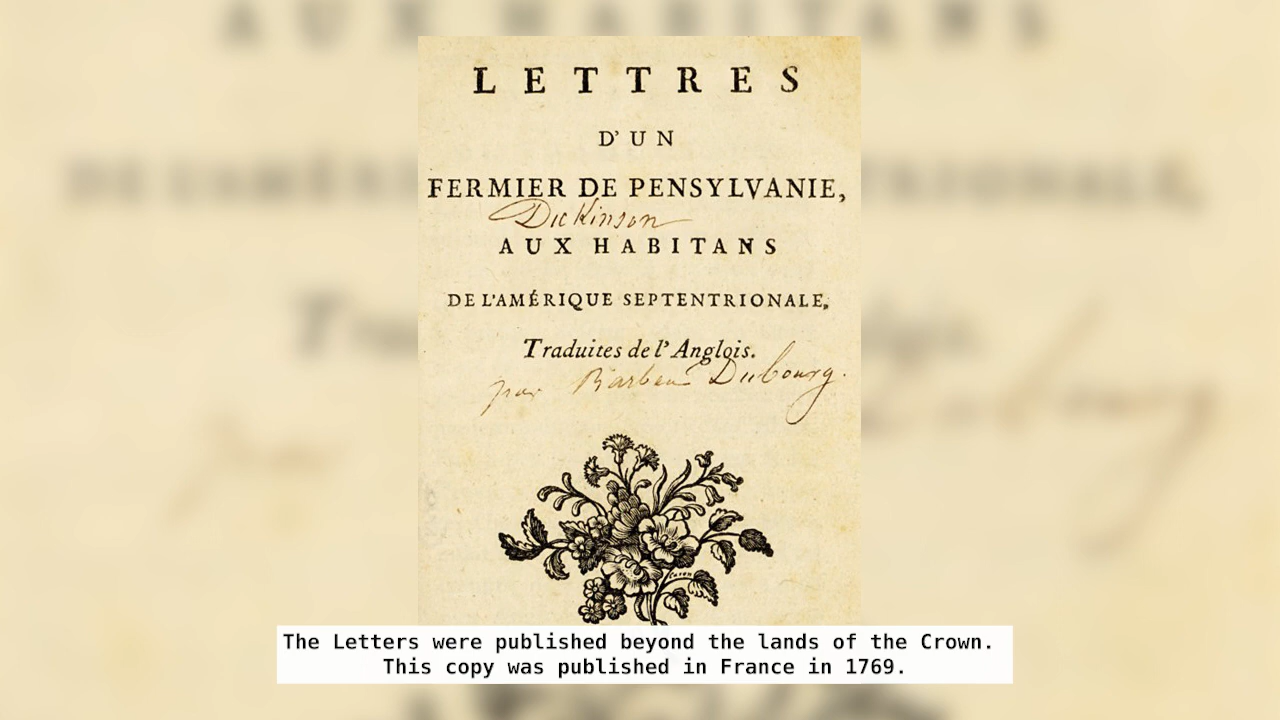 LETTRES
D'UN
FERMIER DE PENSYLVANIE,
Dickinson
AUX HABITANS
DE L'AMÉRIQUE SEPTENTRIONALE,
Traduites de l'Anglois.
par Barbeu Dubourg.
The Letters were published beyond the lands of the Crown.
This copy was published in France in 1769.